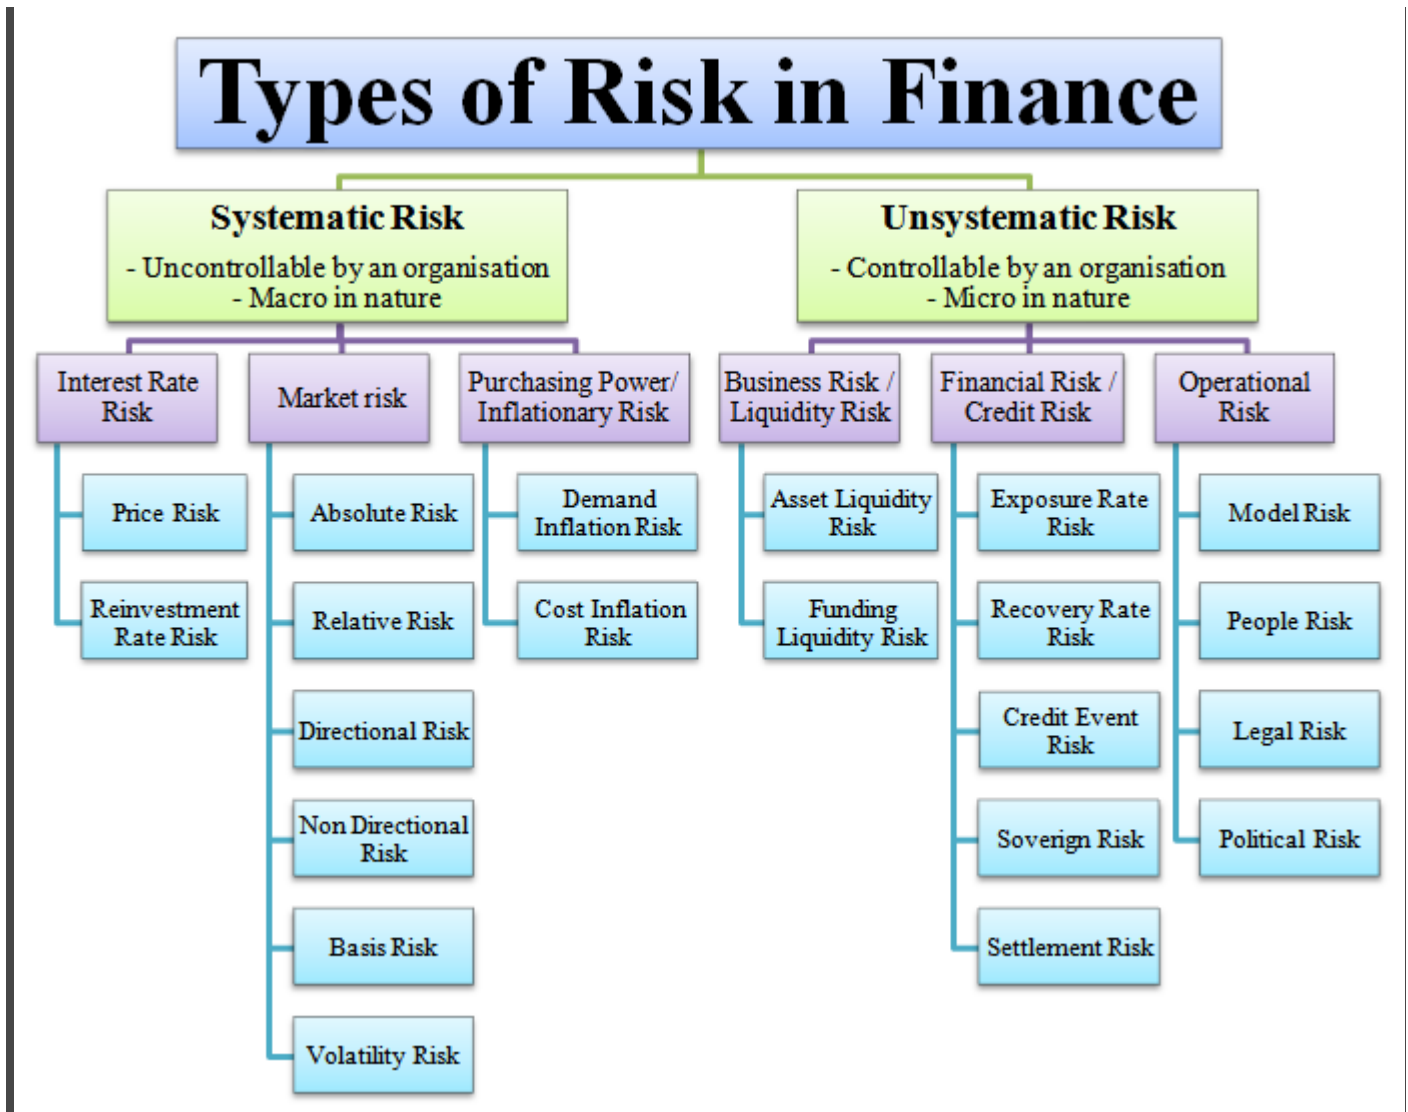 Types of Risk in Finance
Systematic Risk
- Uncontrollable by an organisation
- Macro in nature
Unsystematic Risk
- Controllable by an organisation
- Micro in nature
Interest Rate
Risk
Market risk
Purchasing Power/
Inflationary Risk
Business Risk /
Liquidity Risk
Financial Risk /
Credit Risk
Operational
Risk
Price Risk
Reinvestment
Rate Risk
Absolute Risk
Relative Risk
Directional Risk
Non Directional
Risk
Basis Risk
Volatility Risk
Demand
Inflation Risk
Cost Inflation
Risk
Asset Liquidity
Risk
Funding
Liquidity Risk
Exposure Rate
Risk
Recovery Rate
Risk
Credit Event
Risk
Soverign Risk
Settlement Risk
Model Risk
People Risk
Legal Risk
Political Risk